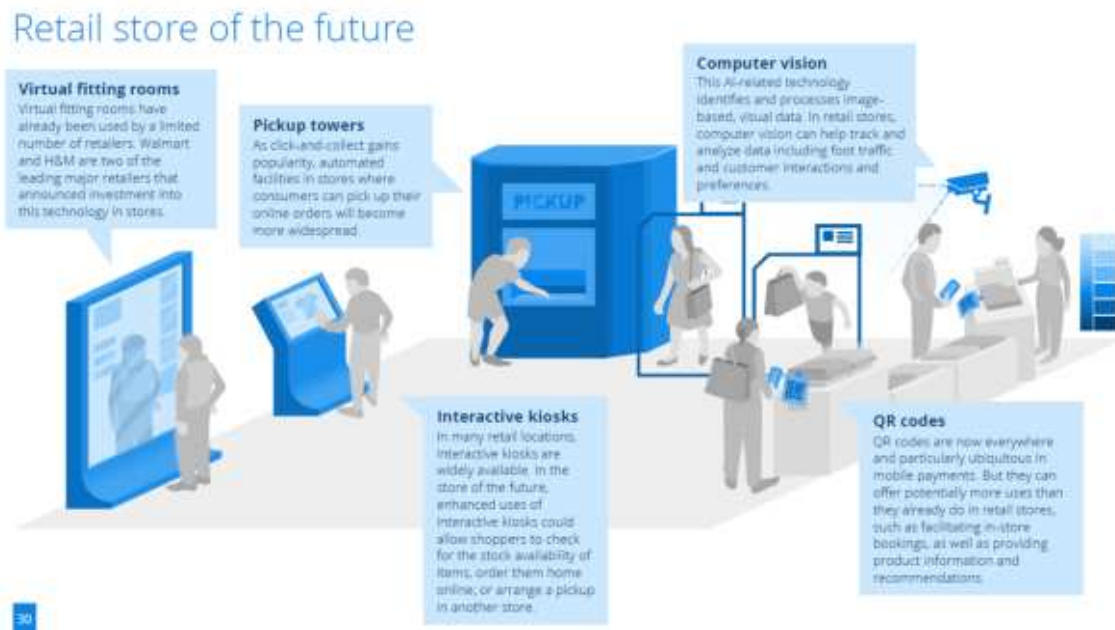 Retail store of the future
Virtual fitting rooms
Virtual fitting rooms have
already been used by a limited
number of retailers. Walmart
and H&M are two of the
leading major retailers that
announced investment into
this technology in stores.
Pickup towers
As click-and-collect gains
popularity, automated
facilities in stores where
consumers can pick up their
online orders will become
more widespread
PICKUP
Computer vision
This AI-related technology
identifies and processes image-
based, visual data. In retail stores,
computer vision can help track and
analyze data including foot traffic
and customer interactions and
preferences.
Interactive kiosks
In many retail locations,
interactive kiosks are
widely available. In the
store of the future,
enhanced uses of
interactive kiosks could
allow shoppers to check
for the stock availability of
items, order them home
online, or arrange a pickup
in another store.
QR codes
QR codes are now everywhere
and particularly ubiquitous in
mobile payments. But they can
offer potentially more uses than
they already do in retail stores,
such as facilitating in-store
bookings, as well as providing
product information and
recommendations.
30